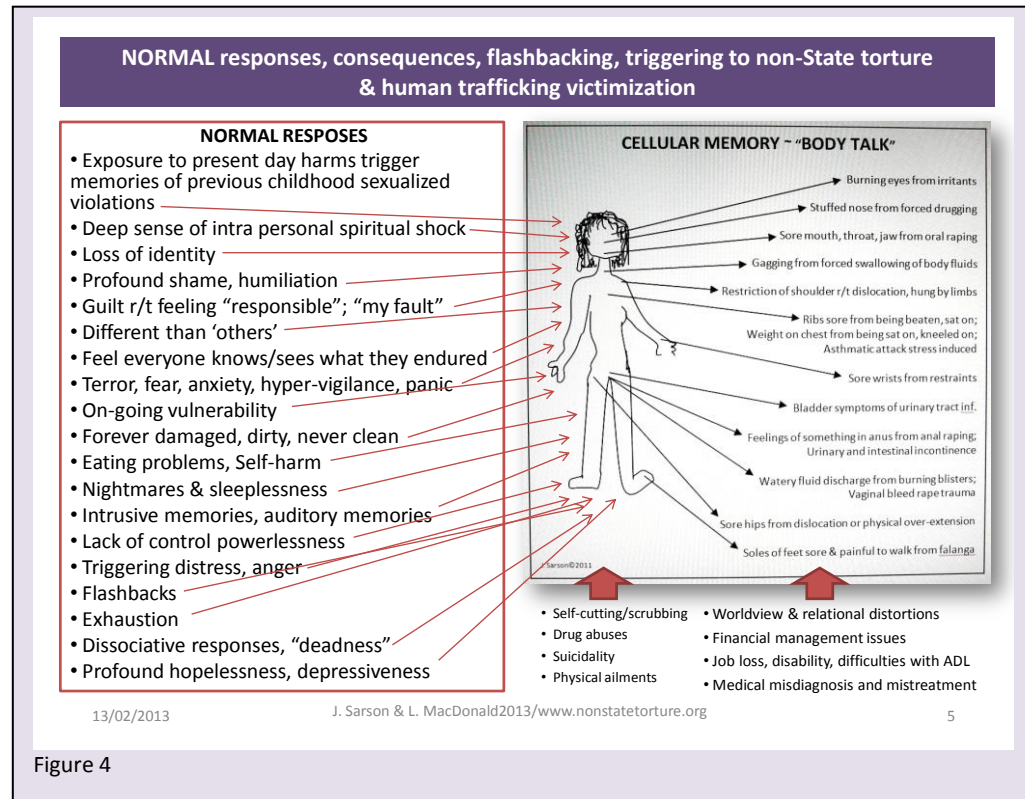 NORMAL responses, consequences, flashbacking, triggering to non-State torture
& human trafficking victimization
NORMAL RESPOSES
• Exposure to present day harms trigger
memories of previous childhood sexualized
violations
• Deep sense of intra personal spiritual shock
• Loss of identity
• Profound shame, humiliation
• Guilt r/t feeling “responsible”; “my fault”
• Different than ‘others’
• Feel everyone knows/sees what they endured
• Terror, fear, anxiety, hyper-vigilance, panic
• On-going vulnerability
• Forever damaged, dirty, never clean
• Eating problems, Self-harm
• Nightmares & sleeplessness
• Intrusive memories, auditory memories
• Lack of control powerlessness
• Triggering distress, anger
• Flashbacks
• Exhaustion
• Dissociative responses, “deadness”
• Profound hopelessness, depressiveness
CELLULAR MEMORY ~ “BODY TALK”
Burning eyes from irritants
Stuffed nose from forced drugging
Sore mouth, throat, jaw from oral raping
Gagging from forced swallowing of body fluids
Restriction of shoulder r/t dislocation, hung by limbs
Ribs sore from being beaten, sat on;
Weight on chest from being sat on, kneeled on;
Asthmatic attack stress induced
Sore wrists from restraints
Bladder symptoms of urinary tract inf.
Feelings of something in anus from anal raping;
Urinary and intestinal incontinence
Watery fluid discharge from burning blisters;
Vaginal bleed rape trauma
Sore hips from dislocation or physical over-extension
Soles of feet sore & painful to walk from falanga
J. Sarson©2011
• Self-cutting/scrubbing
• Drug abuses
• Suicidality
• Physical ailments
• Worldview & relational distortions
• Financial management issues
• Job loss, disability, difficulties with ADL
• Medical misdiagnosis and mistreatment
13/02/2013
J. Sarson & L. MacDonald2013/www.nonstatetorture.org
5
Figure 4